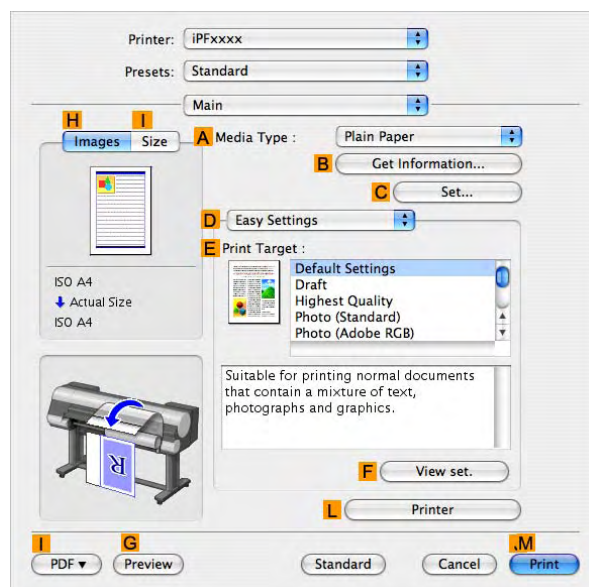 Printer: iPFxxxx
Presets: Standard
Main
H I
Images Size
A Media Type : Plain Paper
B Get Information...
C Set...
D Easy Settings
E Print Target :
Default Settings
Draft
Highest Quality
Photo (Standard)
Photo (Adobe RGB)
ISO A4
Actual Size
ISO A4
Suitable for printing normal documents
that contain a mixture of text,
photographs and graphics.
R
F View set.
L Printer
I G .M
PDF Preview Standard Cancel Print